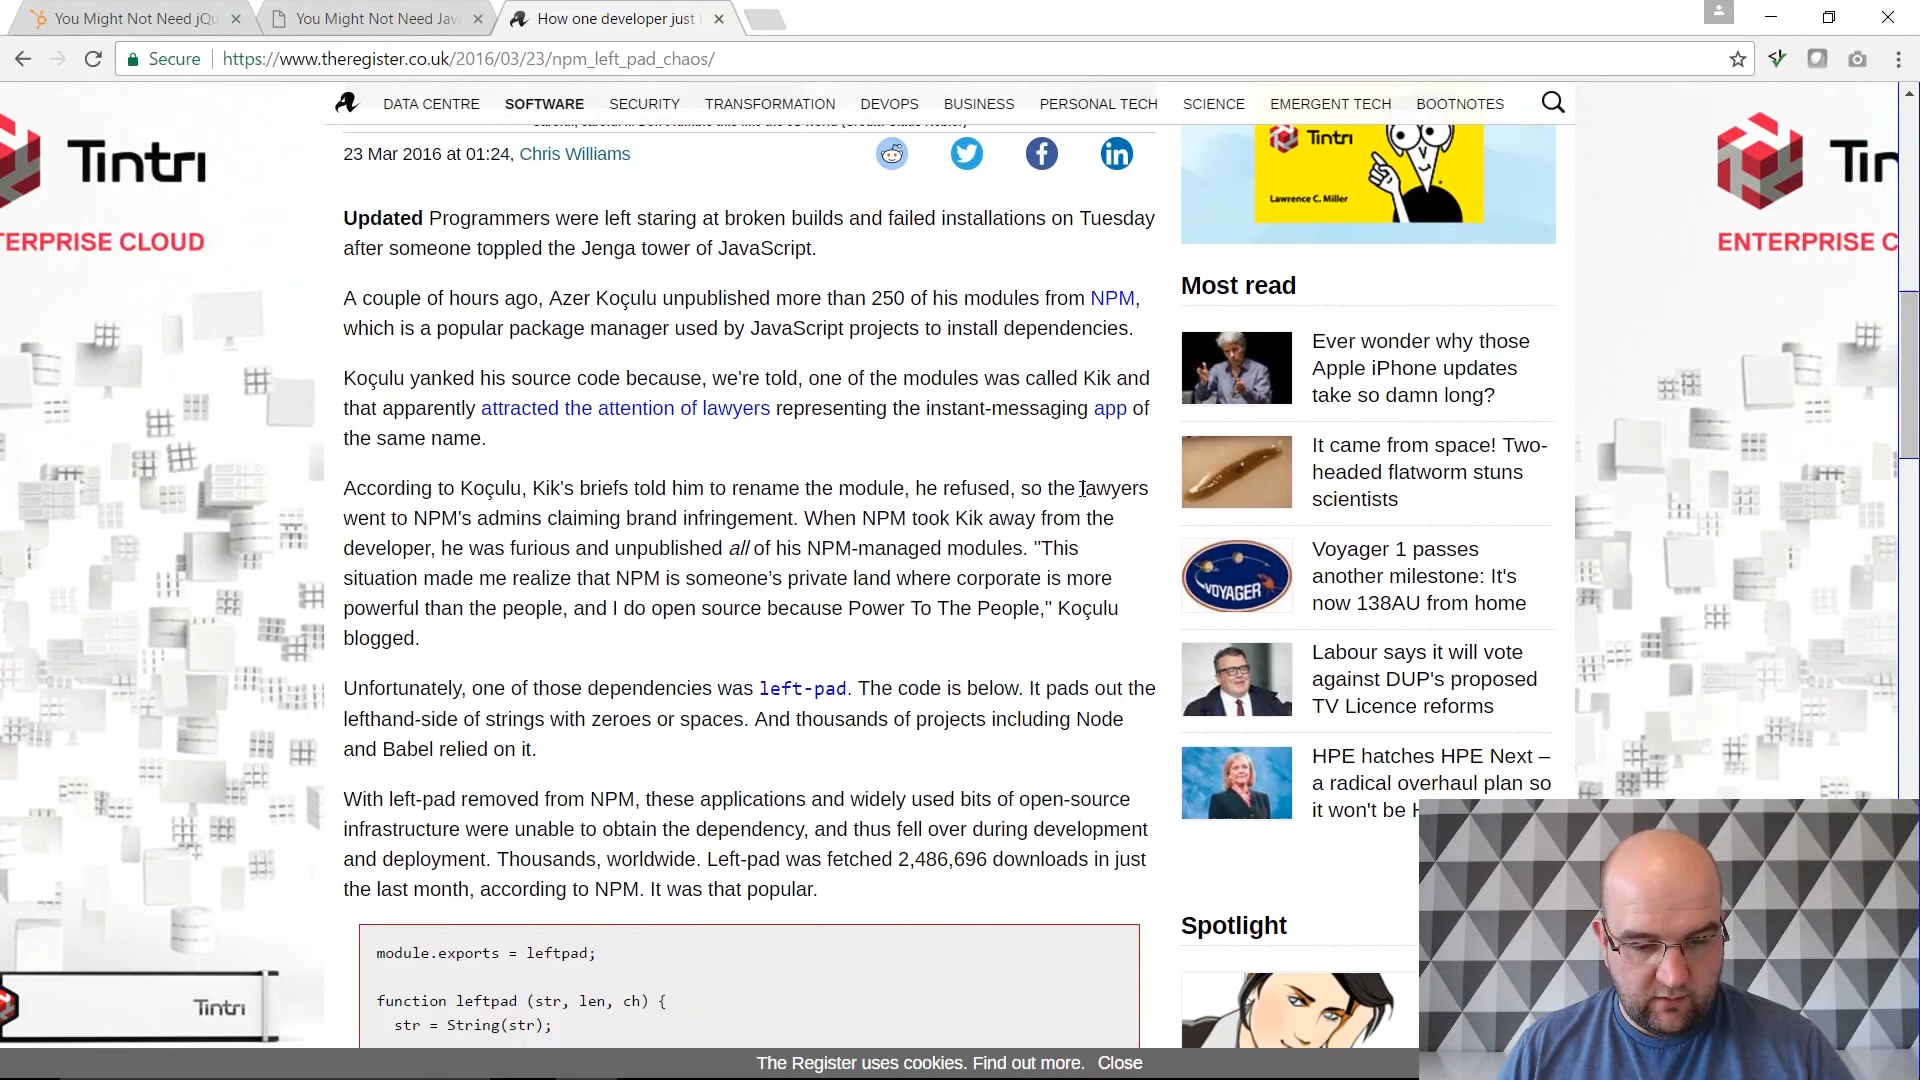 You Might Not Need jQu
You Might Not Need Jav
How one developer just
Secure
https://www.theregister.co.uk/2016/03/23/npm_left_pad_chaos/
DATA CENTRE SOFTWARE SECURITY TRANSFORMATION DEVOPS BUSINESS PERSONAL TECH SCIENCE EMERGENT TECH BOOTNOTES
Tintri
TERPRISE CLOUD
Tin
ENTERPRISE C
23 Mar 2016 at 01:24, Chris Williams
Updated Programmers were left staring at broken builds and failed installations on Tuesday
after someone toppled the Jenga tower of JavaScript.
A couple of hours ago, Azer Koçulu unpublished more than 250 of his modules from NPM,
which is a popular package manager used by JavaScript projects to install dependencies.
Koçulu yanked his source code because, we're told, one of the modules was called Kik and
that apparently attracted the attention of lawyers representing the instant-messaging app of
the same name.
According to Koçulu, Kik's briefs told him to rename the module, he refused, so the lawyers
went to NPM's admins claiming brand infringement. When NPM took Kik away from the
developer, he was furious and unpublished all of his NPM-managed modules. "This
situation made me realize that NPM is someone's private land where corporate is more
powerful than the people, and I do open source because Power To The People," Koçulu
blogged.
Unfortunately, one of those dependencies was left-pad. The code is below. It pads out the
lefthand-side of strings with zeroes or spaces. And thousands of projects including Node
and Babel relied on it.
With left-pad removed from NPM, these applications and widely used bits of open-source
infrastructure were unable to obtain the dependency, and thus fell over during development
and deployment. Thousands, worldwide. Left-pad was fetched 2,486,696 downloads in just
the last month, according to NPM. It was that popular.
module.exports = leftpad;
function leftpad (str, len, ch) {
str = String(str);
Tintri
Lawrence C. Miller
Most read
Ever wonder why those
Apple iPhone updates
take so damn long?
It came from space! Two-
headed flatworm stuns
scientists
VOYAGER
Voyager 1 passes
another milestone: It's
now 138AU from home
Labour says it will vote
against DUP's proposed
TV Licence reforms
HPE hatches HPE Next –
a radical overhaul plan so
it won't be
Spotlight
Tintri
The Register uses cookies. Find out more. Close